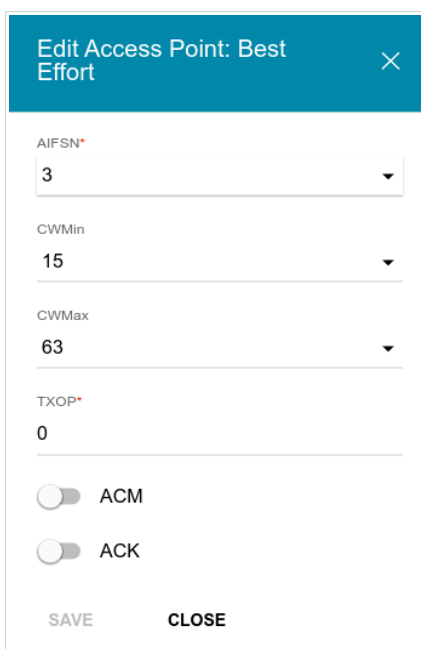 Edit Access Point: Best
Effort
AIFSN*
3
CWMin
15
CWMax
63
TXOP*
0
ACM
ACK
SAVE CLOSE